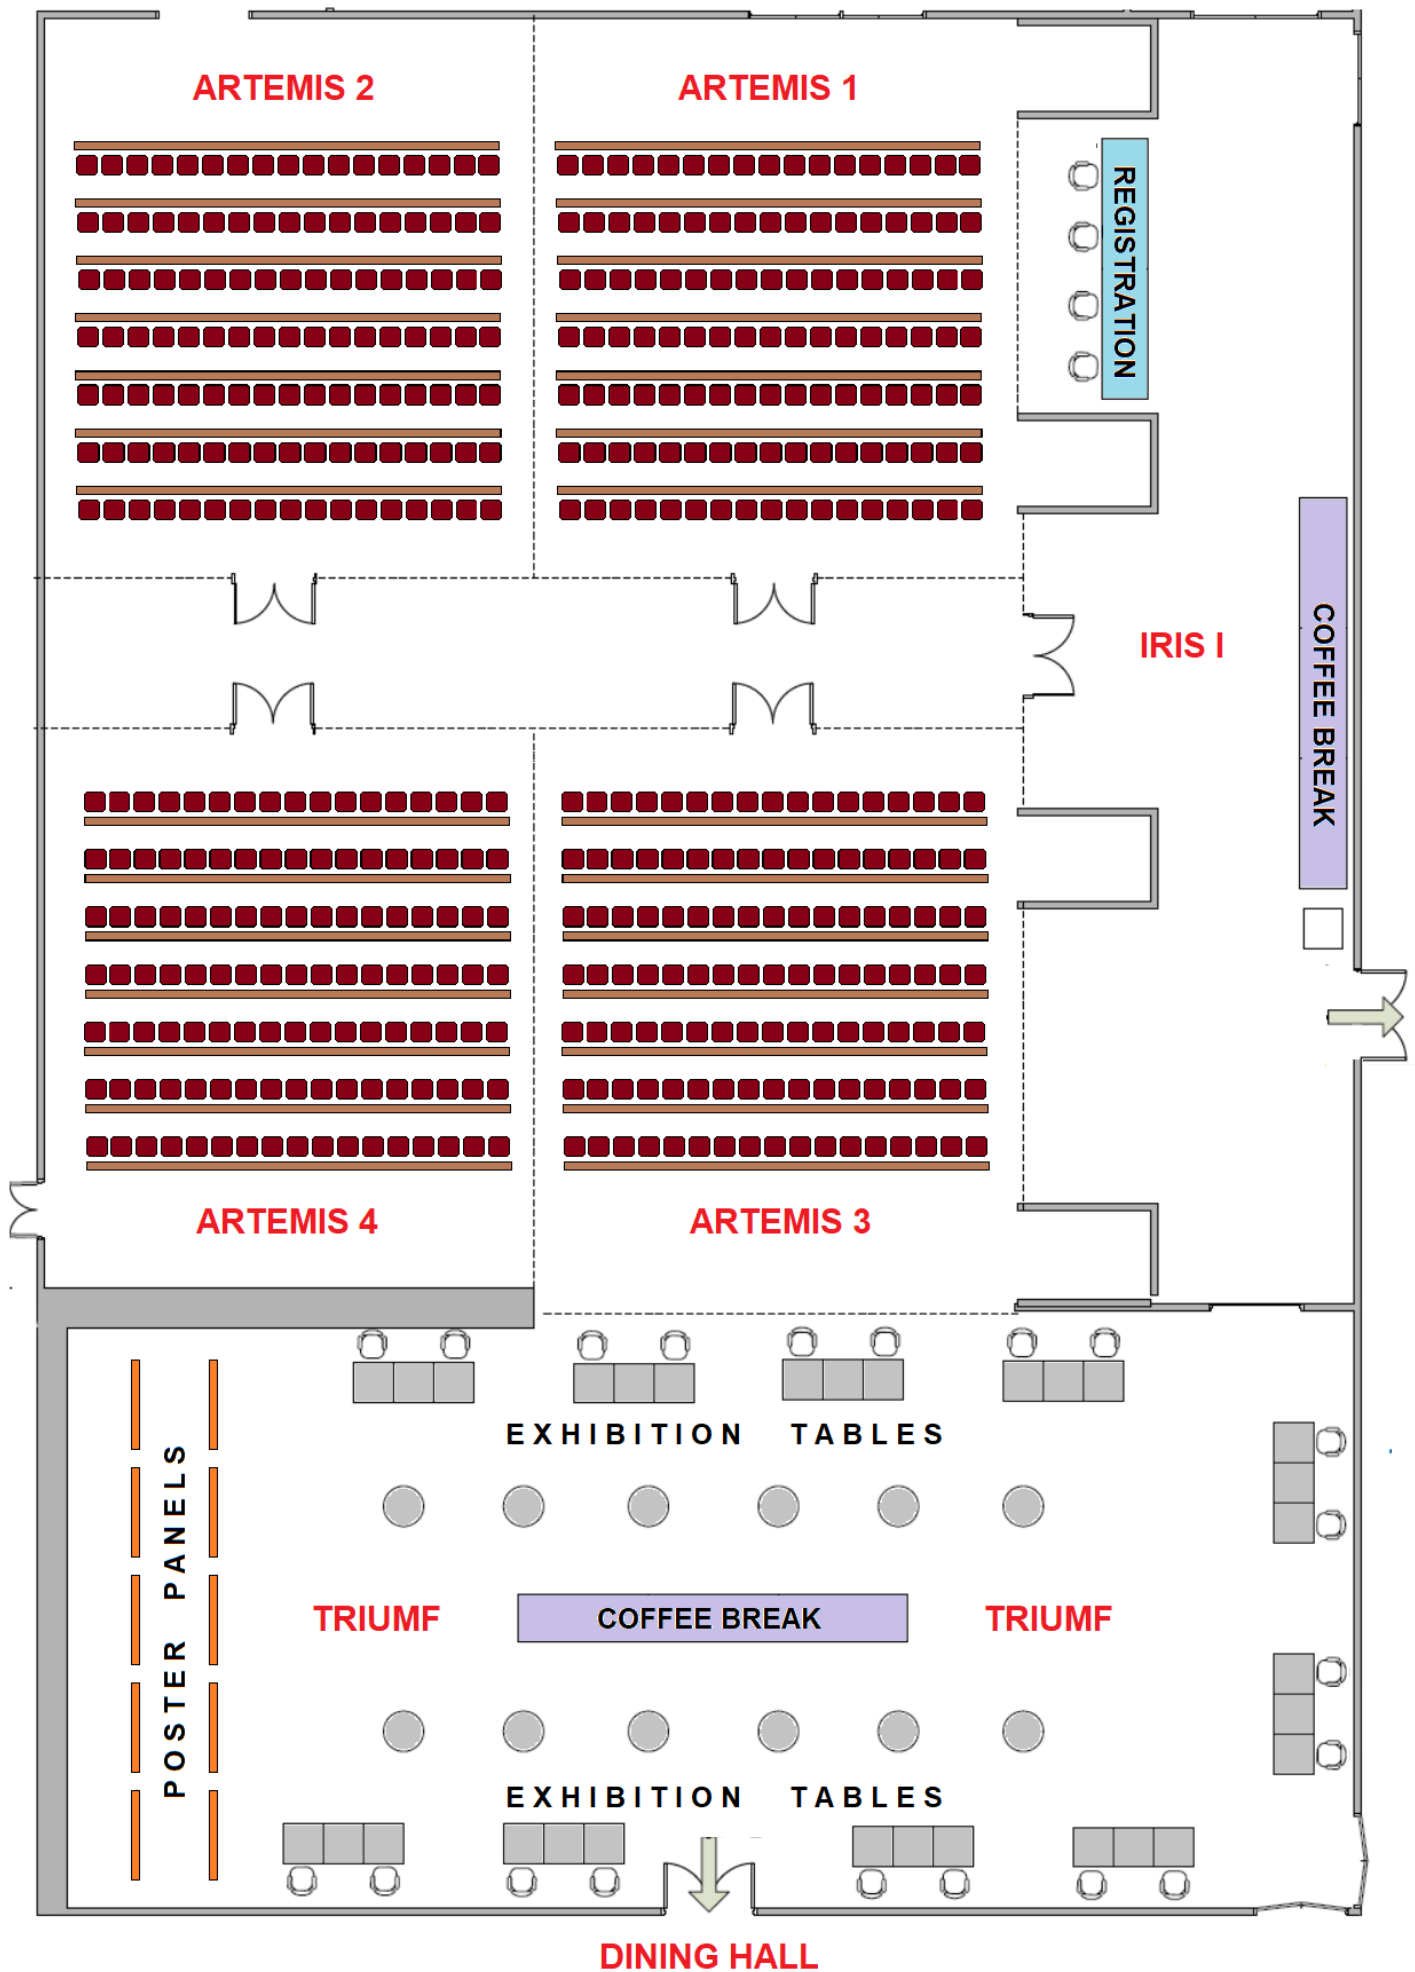 ARTEMIS 2
ARTEMIS 1
REGISTRATION
IRIS I
COFFEE BREAK
ARTEMIS 4
ARTEMIS 3
EXHIBITION TABLES
POSTER PANELS
TRIUMF
COFFEE BREAK
TRIUMF
EXHIBITION TABLES
DINING HALL